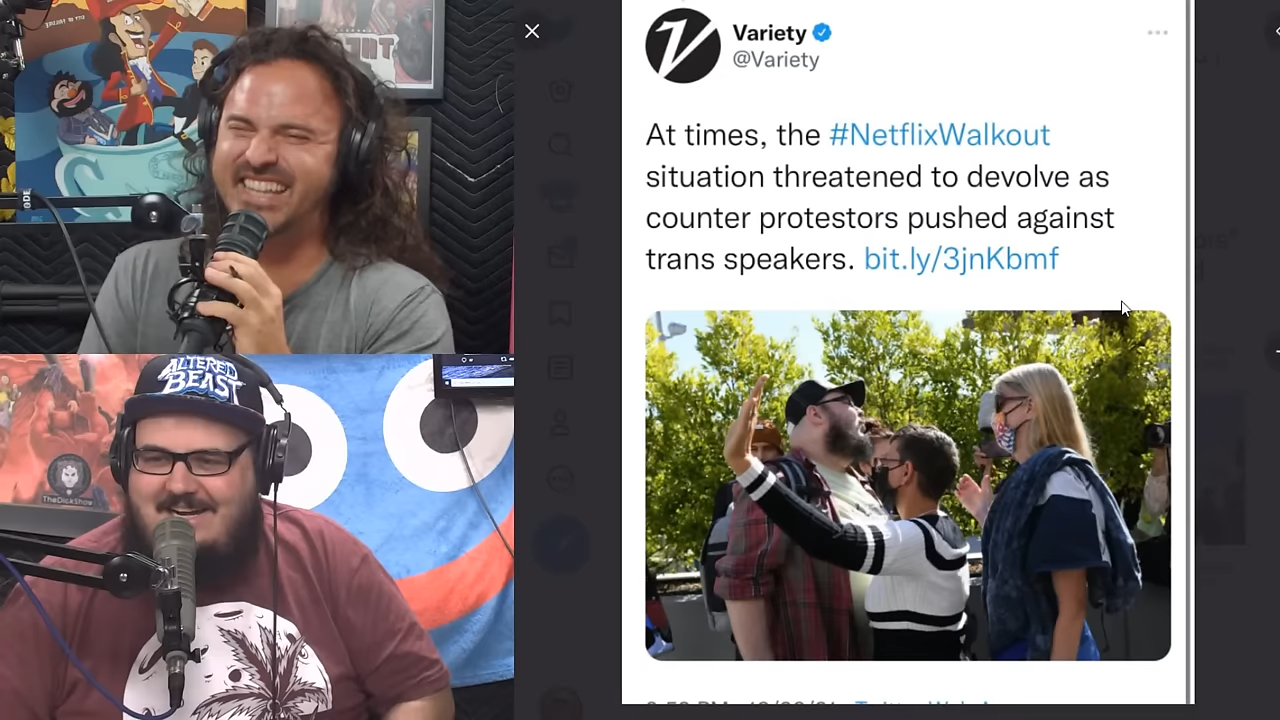 Variety
@Variety
At times, the #NetflixWalkout
situation threatened to devolve as
counter protestors pushed against
trans speakers. bit.ly/3jnKbmf
ALTERED
BEAST
TheDickShow